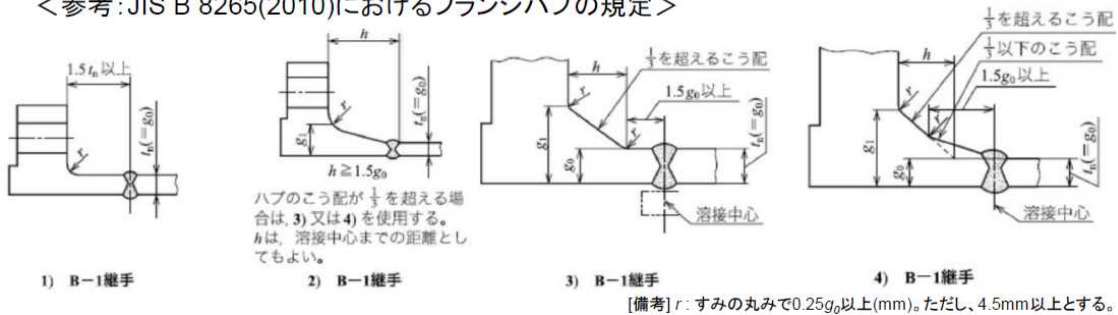 <参考:JIS B 8265(2010)におけるフランジハブの規定>
1.5tn以上
r
tn(=g0)
1) B-1継手
h
r
g1
tn(=g0)
h≧1.5g0
ハブのこう配が 1/3 を超える場
合は, 3) 又は 4) を使用する。
hは, 溶接中心までの距離とし
てもよい。
2) B-1継手
1/3を超えるこう配
h
1.5g0以上
r
r
g1
g0
tn(=g0)
溶接中心
3) B-1継手
1/3を超えるこう配
1/3以下のこう配
h
1.5g0以上
r
r
g1
g0
tn(=g0)
溶接中心
4) B-1継手
[備考] r : すみの丸みで0.25g0以上(mm)。ただし、4.5mm以上とする。